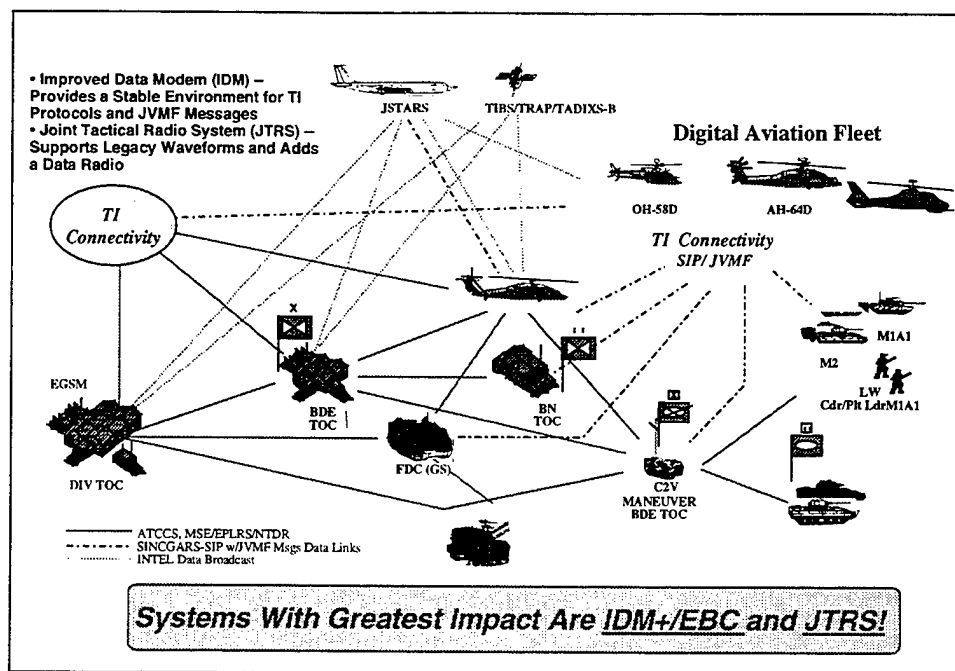 • Improved Data Modem (IDM) –
Provides a Stable Environment for TI
Protocols and JVMF Messages
• Joint Tactical Radio System (JTRS) –
Supports Legacy Waveforms and Adds
a Data Radio
JSTARS
TIBS/TRAP/TADIXS-B
Digital Aviation Fleet
OH-58D
AH-64D
TI
Connectivity
TI Connectivity
SIP/ JVMF
X
I I
M1A1
M2
LW
Cdr/Plt LdrM1A1
EGSM
BDE
TOC
BN
TOC
FDC (GS)
DIV TOC
C2V
MANEUVER
BDE TOC
ATCCS, MSE/EPLRS/NTDR
SINCGARS-SIP w/JVMF Msgs Data Links
INTEL Data Broadcast
Systems With Greatest Impact Are IDM+/EBC and JTRS!